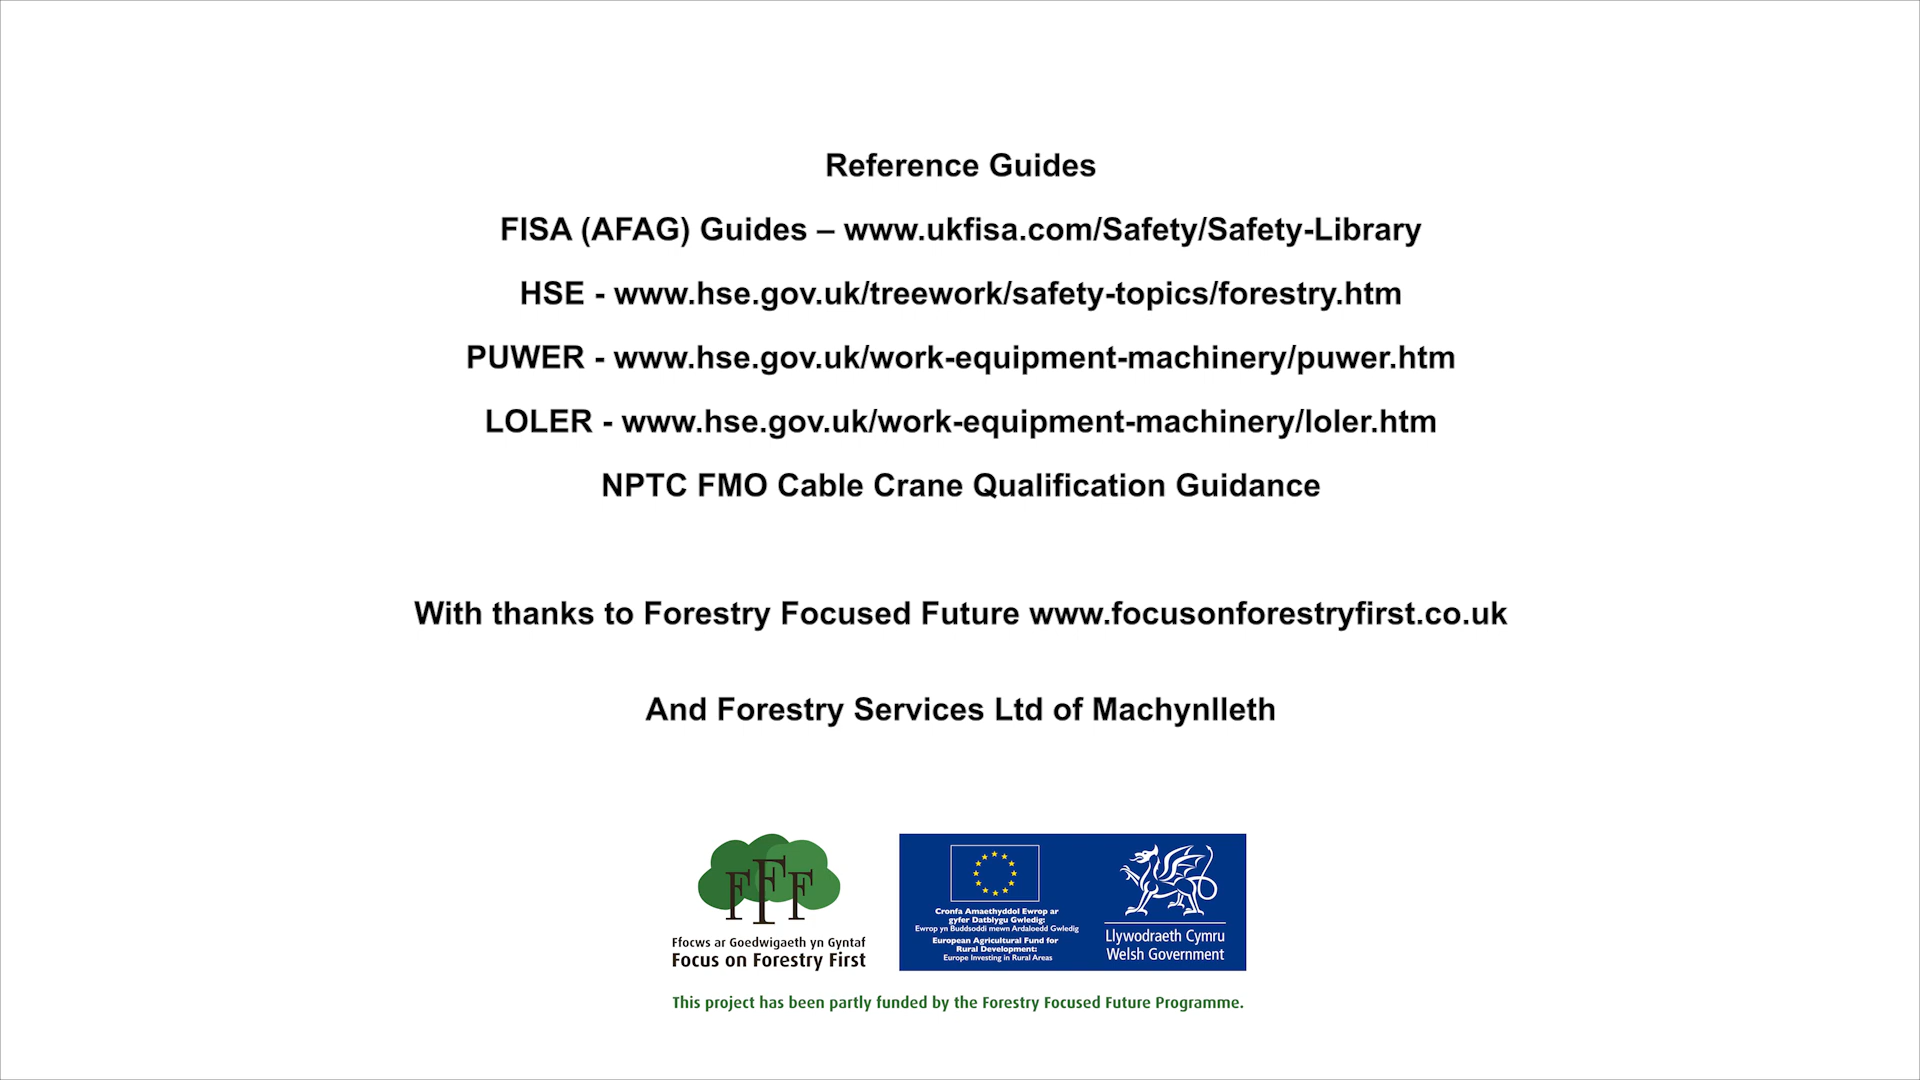 Reference Guides
FISA (AFAG) Guides – www.ukfisa.com/Safety/Safety-Library
HSE - www.hse.gov.uk/treework/safety-topics/forestry.htm
PUWER - www.hse.gov.uk/work-equipment-machinery/puwer.htm
LOLER - www.hse.gov.uk/work-equipment-machinery/loler.htm
NPTC FMO Cable Crane Qualification Guidance
With thanks to Forestry Focused Future www.focusonforestryfirst.co.uk
And Forestry Services Ltd of Machynlleth
FFF
Ffocws ar Goedwigaeth yn Gyntaf
Focus on Forestry First
Cronfa Amaethyddol Ewrop ar
gyfer Datblygu Gwledig:
Ewrop yn Buddsoddi mewn Ardaloedd Gwledig
European Agricultural Fund for
Rural Development:
Europe Investing in Rural Areas
Llywodraeth Cymru
Welsh Government
This project has been partly funded by the Forestry Focused Future Programme.